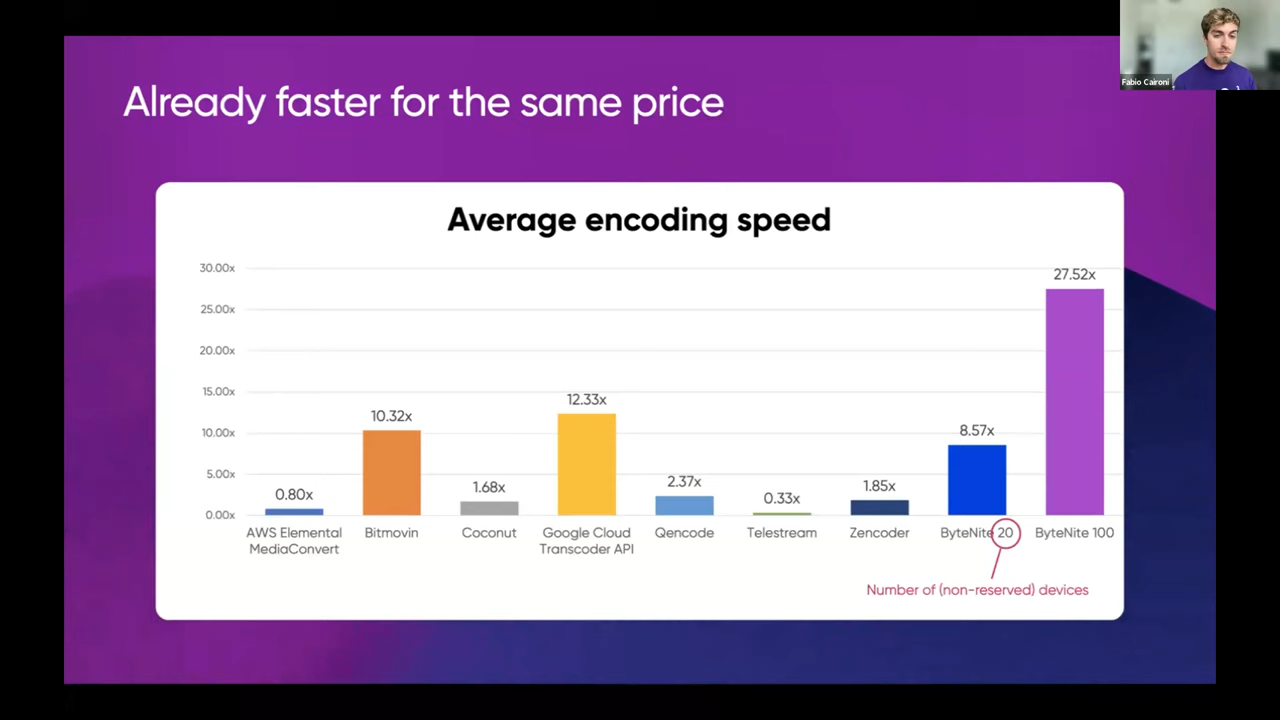 Fabio Caironi
Already faster for the same price
Average encoding speed
30.00x
25.00x
20.00x
15.00x
10.00x
5.00x
0.00x
0.80x
10.32x
1.68x
12.33x
2.37x
0.33x
1.85x
8.57x
27.52x
AWS Elemental
MediaConvert
Bitmovin
Coconut
Google Cloud
Transcoder API
Qencode
Telestream
Zencoder
ByteNite 20
ByteNite 100
Number of (non-reserved) devices